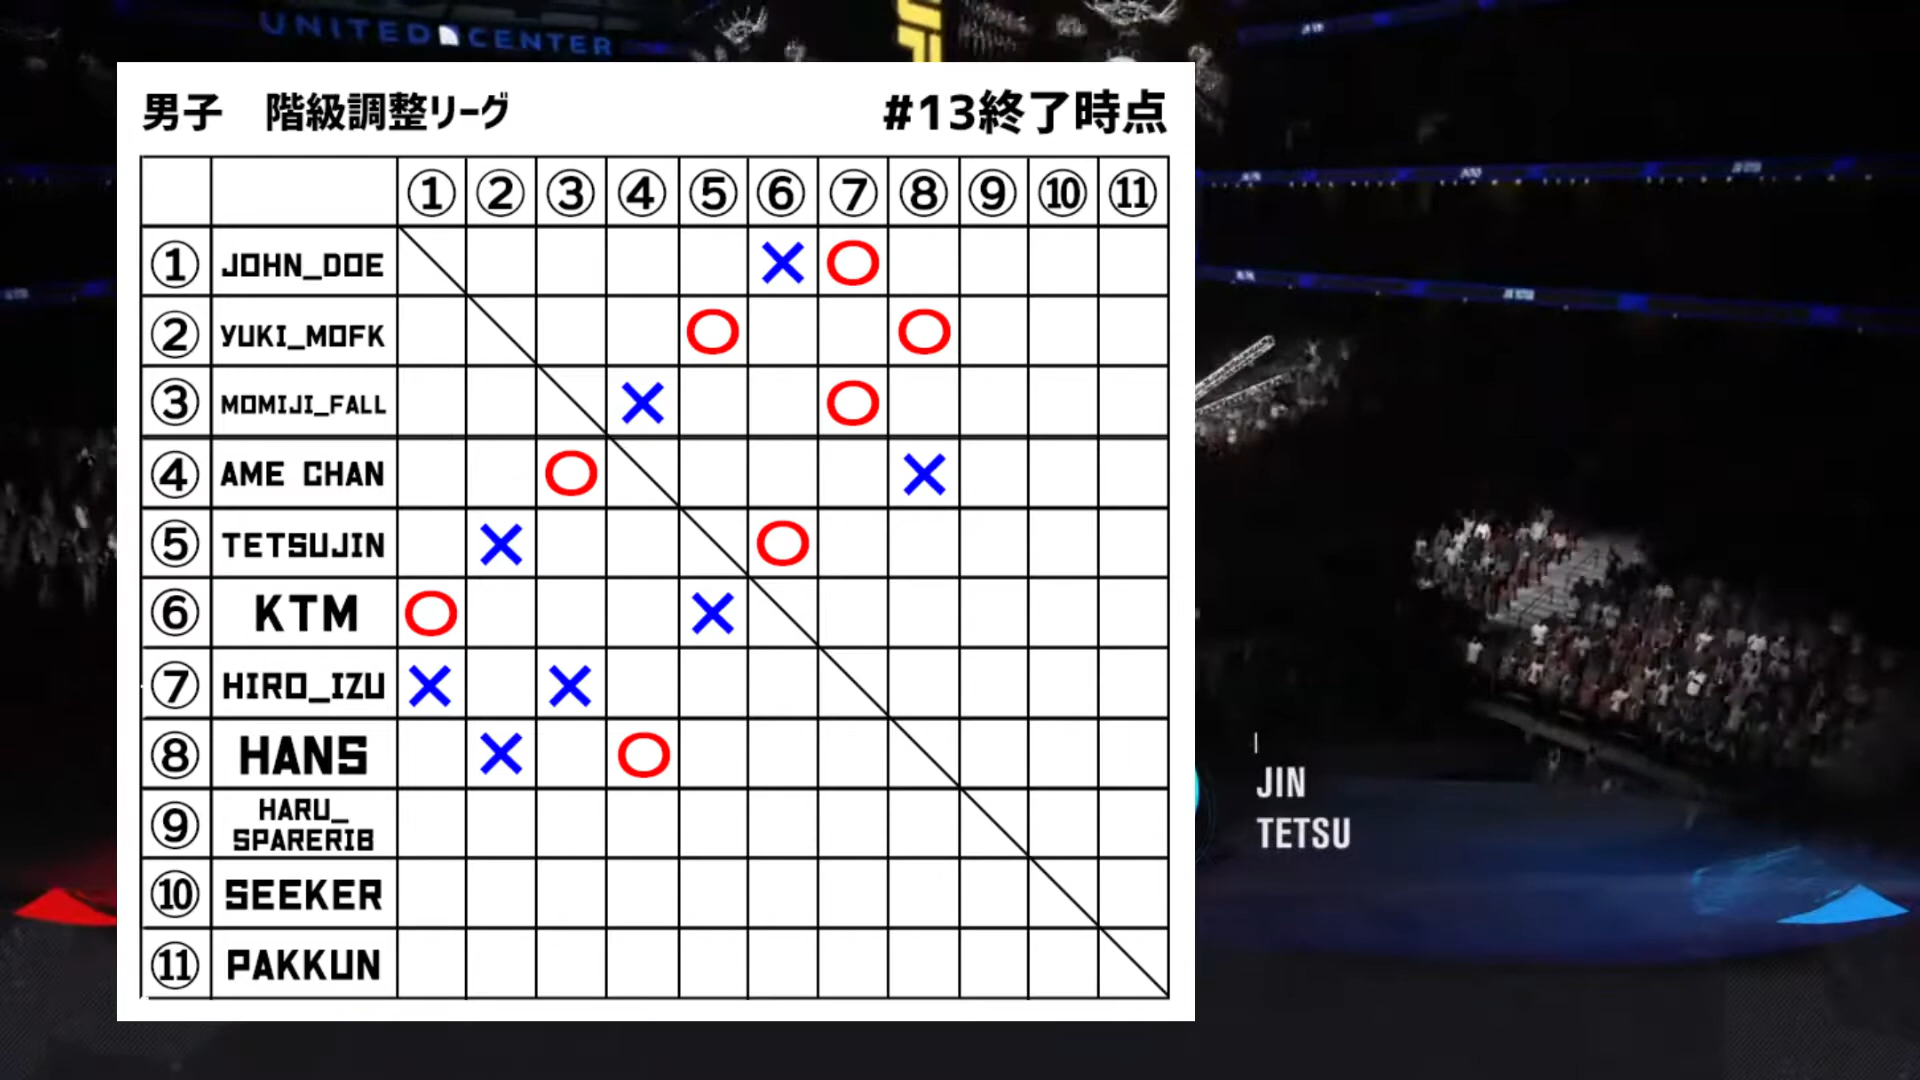 UNITED CENTER
男子　階級調整リーグ #13終了時点
① ② ③ ④ ⑤ ⑥ ⑦ ⑧ ⑨ ⑩ ⑪
① JOHN_DOE × ○
② YUKI_MOFK ○ ○
③ MOMIJI_FALL × ○
④ AME CHAN ○ ×
⑤ TETSUJIN × ○
⑥ KTM ○ ×
⑦ HIRO_IZU × ×
⑧ HANS × ○
⑨ HARU_
SPARERIB
⑩ SEEKER
⑪ PAKKUN
JIN
TETSU